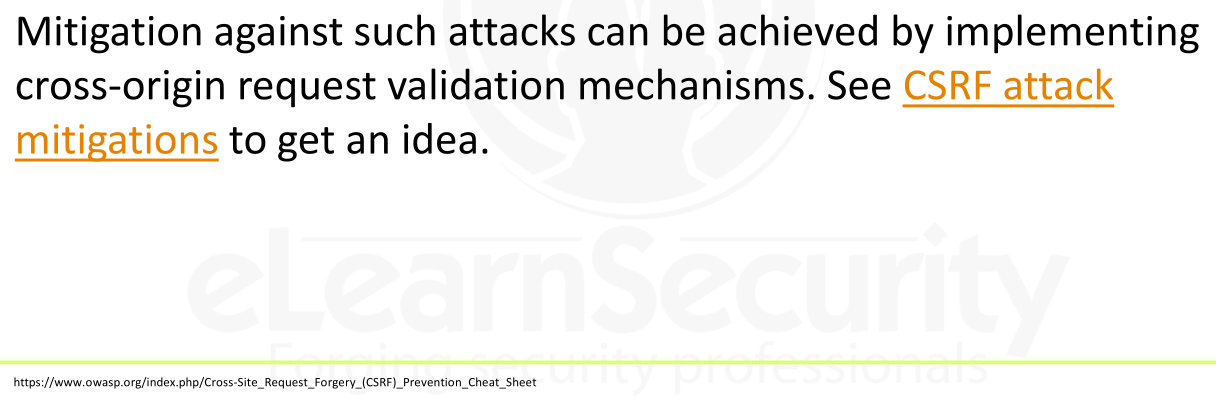 Mitigation against such attacks can be achieved by implementing
cross-origin request validation mechanisms. See CSRF attack
mitigations to get an idea.
eLearnSecurity
Forging security professionals
https://www.owasp.org/index.php/Cross-Site_Request_Forgery_(CSRF)_Prevention_Cheat_Sheet